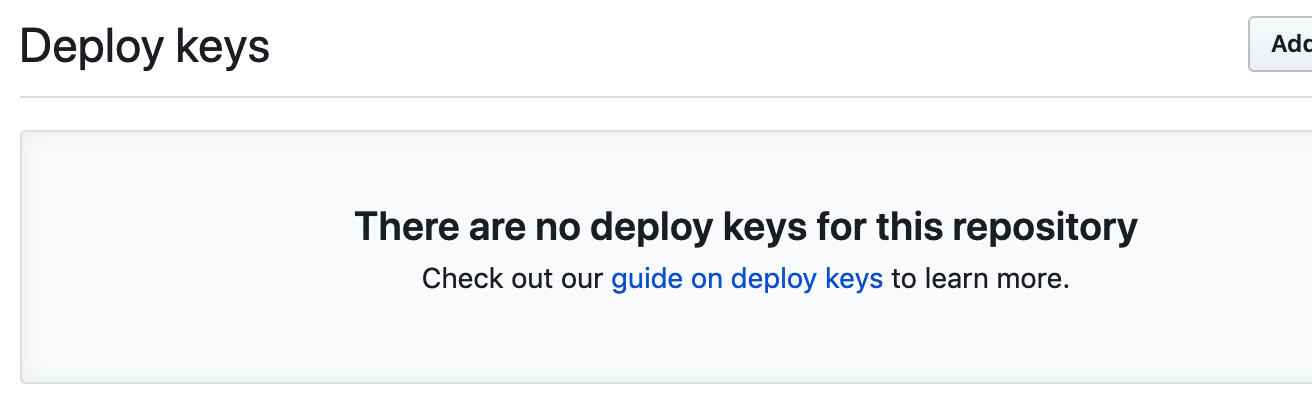 Deploy keys
Add
There are no deploy keys for this repository
Check out our guide on deploy keys to learn more.